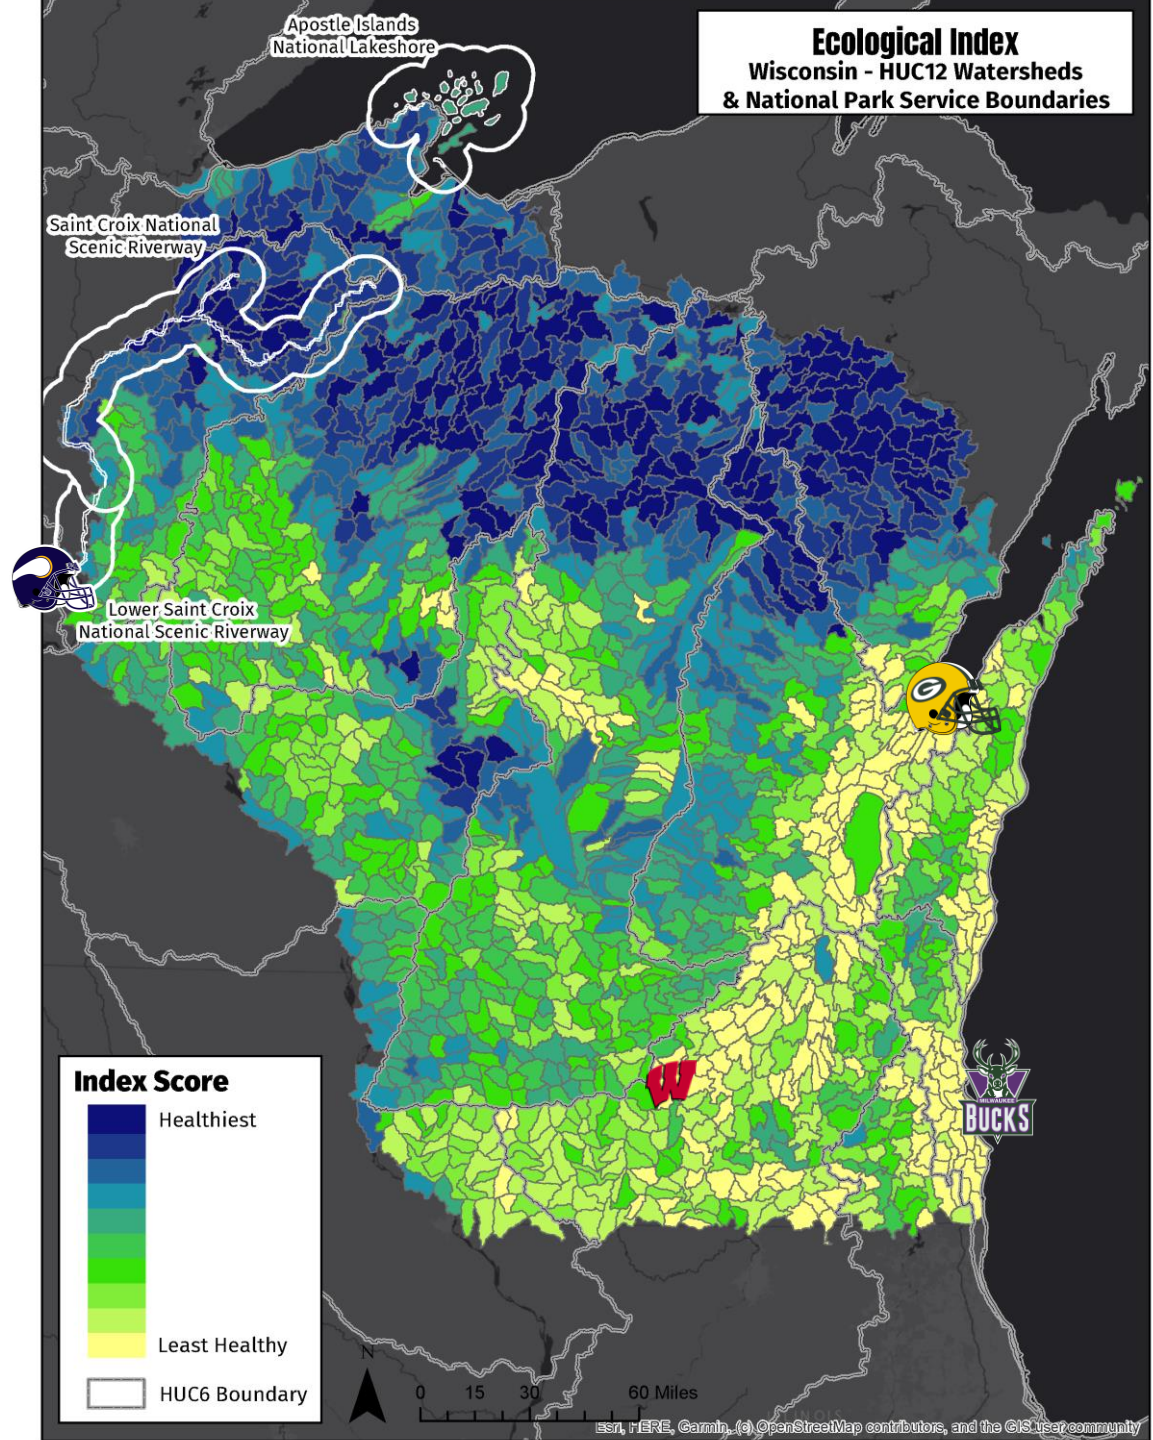 Apostle Islands
National Lakeshore
Ecological Index
Wisconsin - HUC12 Watersheds
& National Park Service Boundaries
Saint Croix National
Scenic Riverway
Lower Saint Croix
National Scenic Riverway
G
W
MILWAUKEE
BUCKS
Index Score
Healthiest
Least Healthy
HUC6 Boundary
N
0 15 30 60 Miles
ILLINOIS
Esri, HERE, Garmin, (c) OpenStreetMap contributors, and the GIS user community